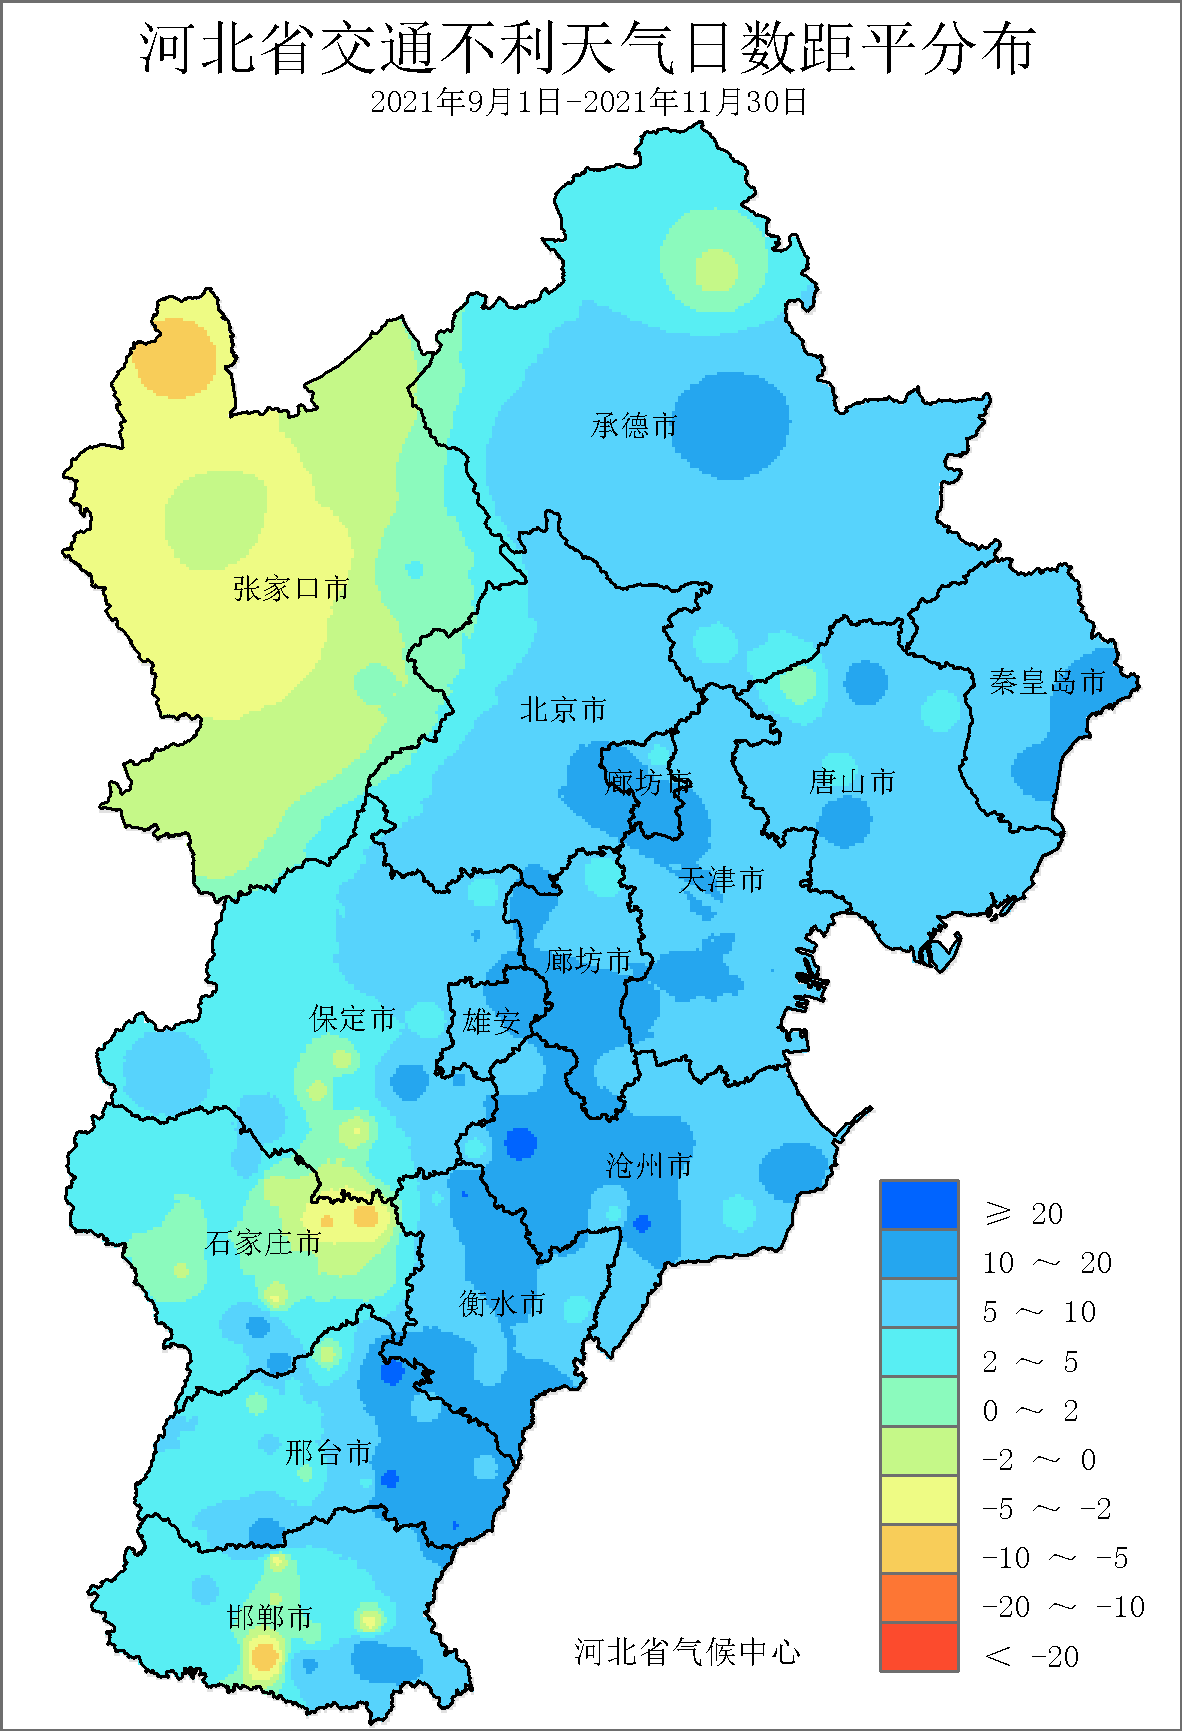 河北省交通不利天气日数距平分布
2021年9月1日-2021年11月30日
承德市
张家口市
秦皇岛市
北京市
廊坊市
唐山市
天津市
廊坊市
保定市
雄安
沧州市
石家庄市
衡水市
邢台市
邯郸市
≥ 20
10 ～ 20
5 ～ 10
2 ～ 5
0 ～ 2
-2 ～ 0
-5 ～ -2
-10 ～ -5
-20 ～ -10
< -20
河北省气候中心